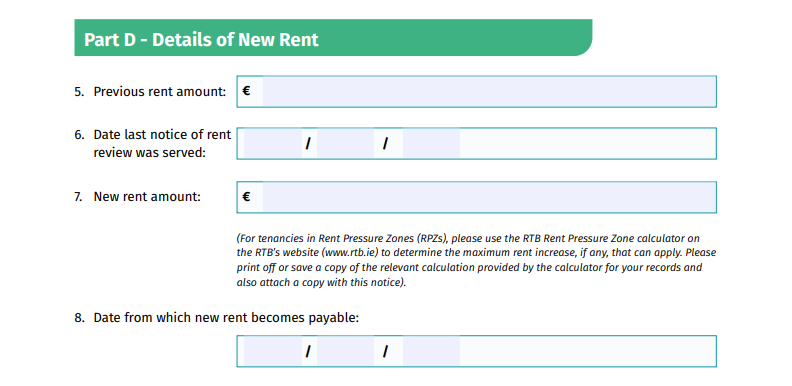 Part D - Details of New Rent
5. Previous rent amount: €
6. Date last notice of rent
review was served: / /
7. New rent amount: €
(For tenancies in Rent Pressure Zones (RPZs), please use the RTB Rent Pressure Zone calculator on
the RTB's website (www.rtb.ie) to determine the maximum rent increase, if any, that can apply. Please
print off or save a copy of the relevant calculation provided by the calculator for your records and
also attach a copy with this notice).
8. Date from which new rent becomes payable:
/ /